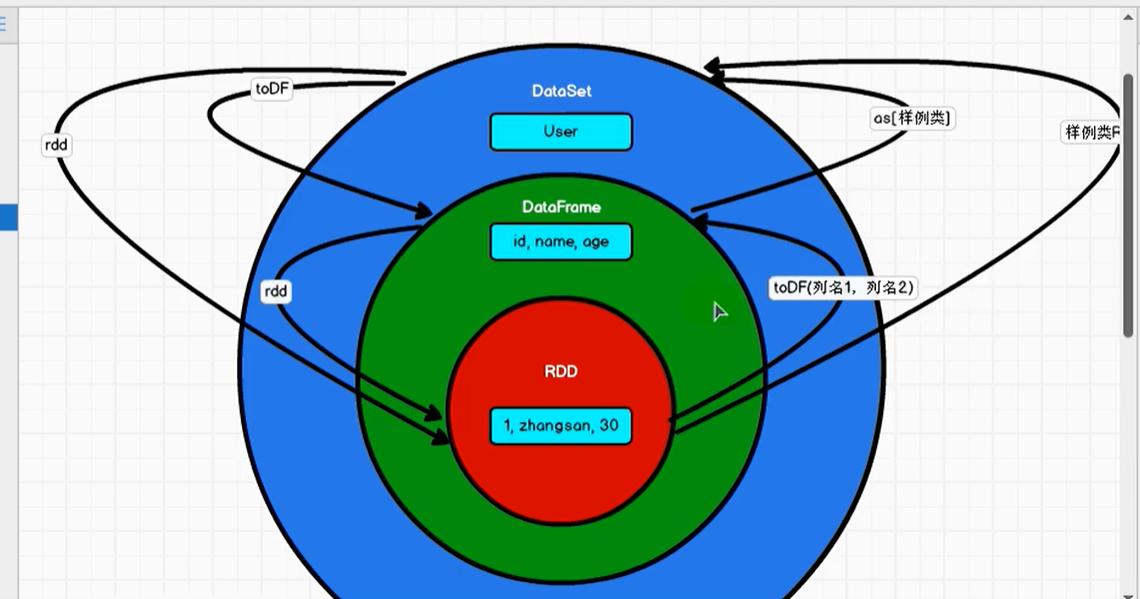 toDF
DataSet
User
as[样例类]
样例类R
rdd
DataFrame
id, name, age
rdd
toDF(列名1，列名2)
RDD
1, zhangsan, 30